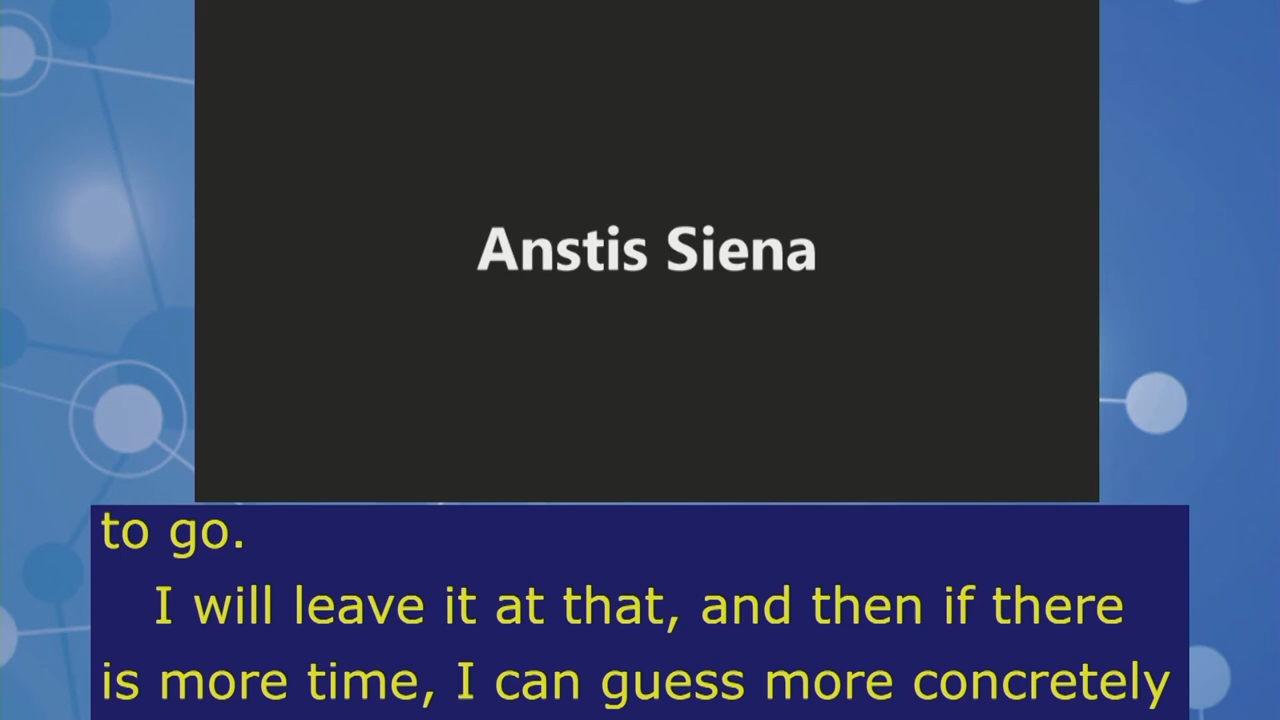 Anstis Siena
to go.
I will leave it at that, and then if there
is more time, I can guess more concretely